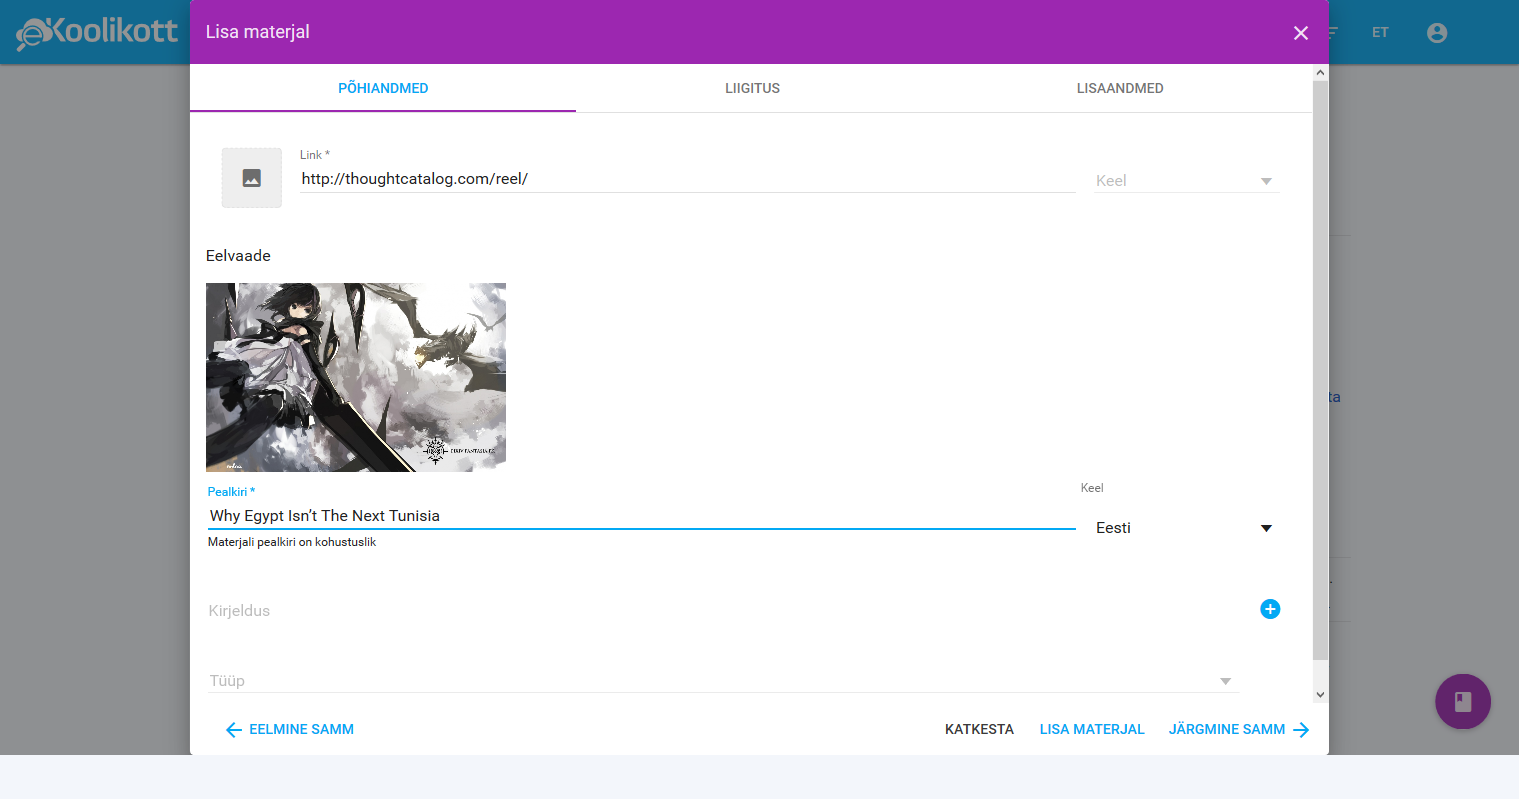 eKoolikott
Lisa materjal
ET
PÕHIANDMED
LIIGITUS
LISAANDMED
Link *
http://thoughtcatalog.com/reel/
Keel
Eelvaade
ta
Pealkiri *
Keel
Why Egypt Isn’t The Next Tunisia
Eesti
Materjali pealkiri on kohustuslik
Kirjeldus
Tüüp
EELMINE SAMM
KATKESTA
LISA MATERJAL
JÄRGMINE SAMM